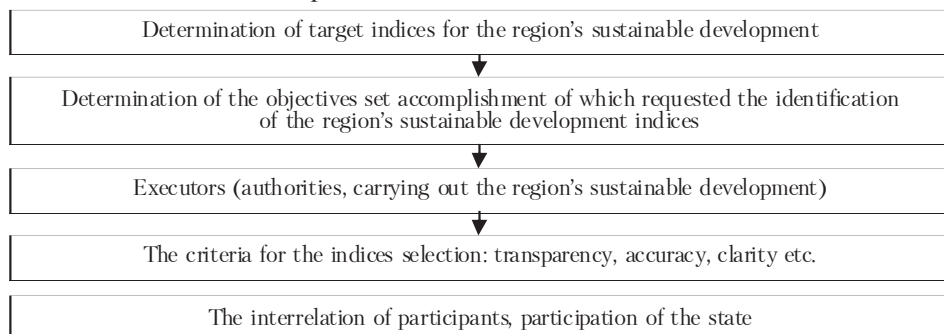 Determination of target indices for the region's sustainable development
Determination of the objectives set accomplishment of which requested the identification
of the region's sustainable development indices
Executors (authorities, carrying out the region's sustainable development)
The criteria for the indices selection: transparency, accuracy, clarity etc.
The interrelation of participants, participation of the state